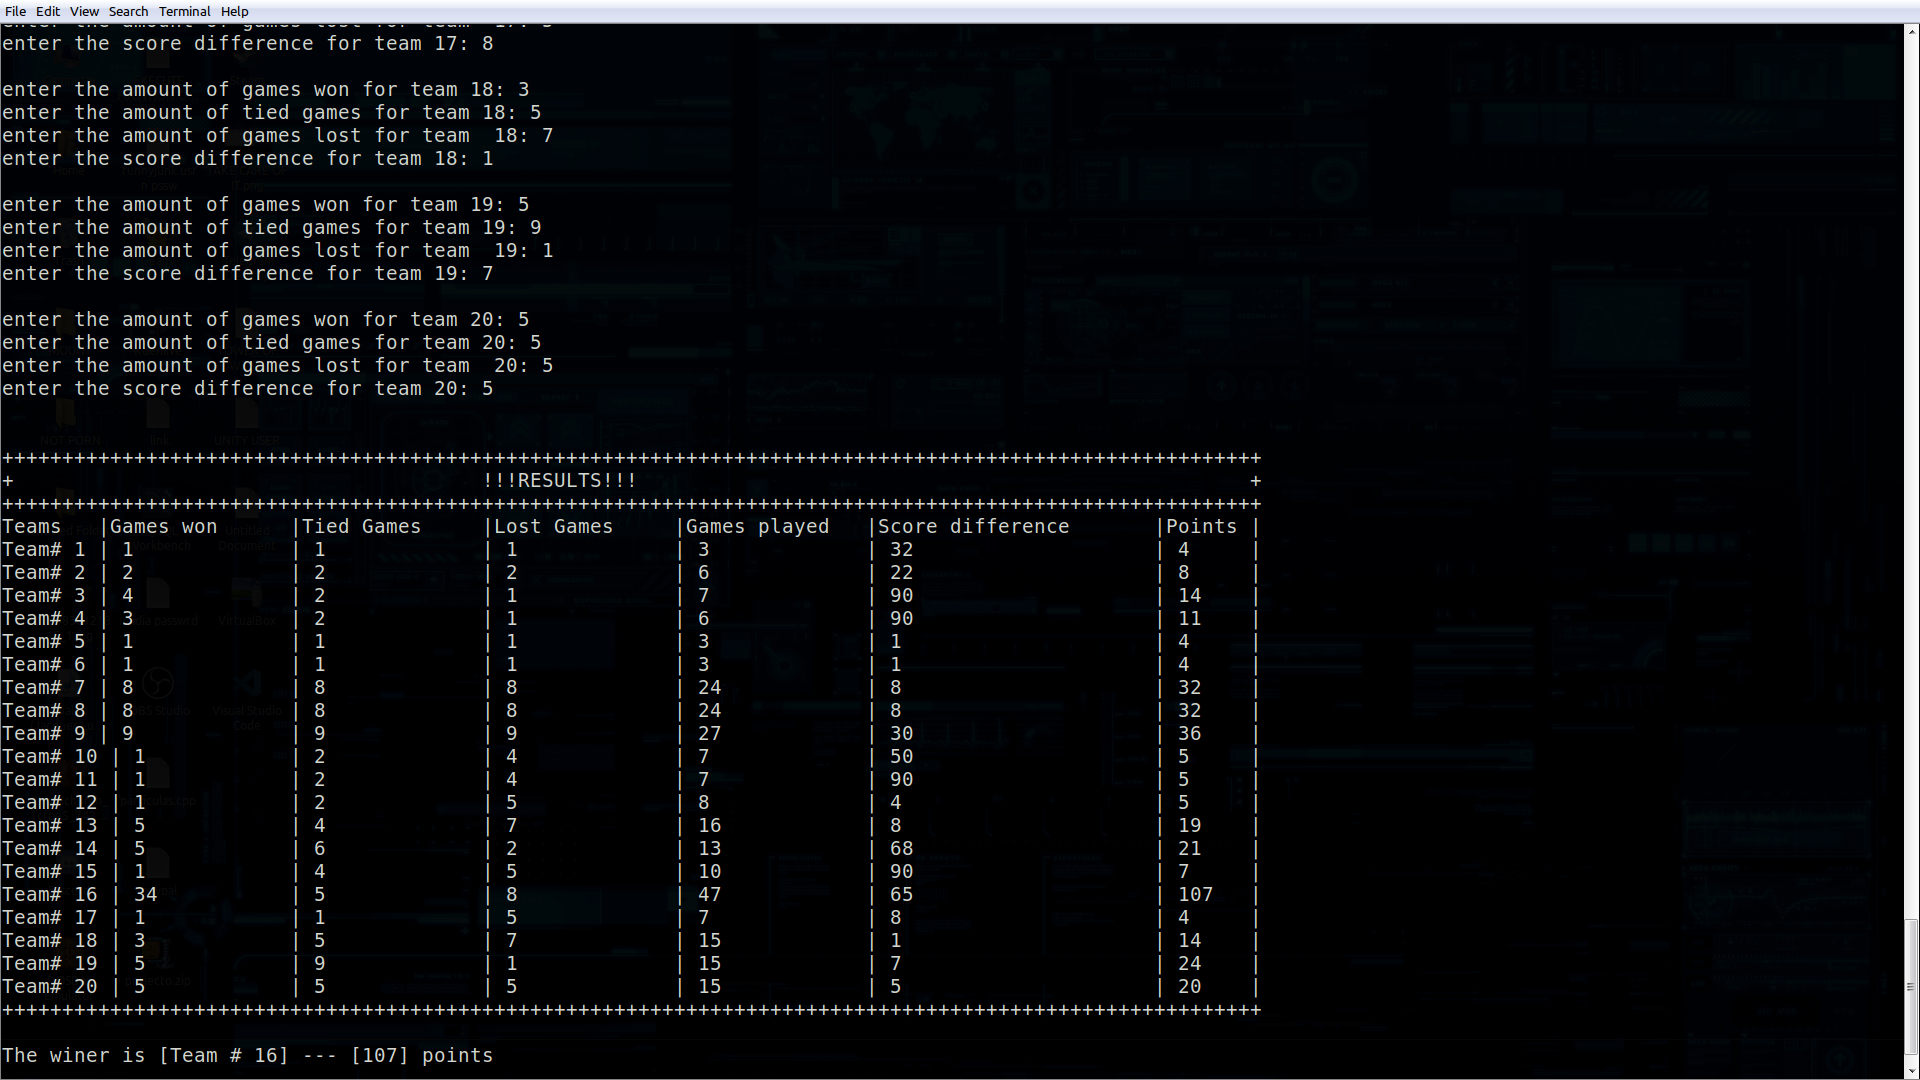 File Edit View Search Terminal Help
enter the score difference for team 17: 8
enter the amount of games won for team 18: 3
enter the amount of tied games for team 18: 5
enter the amount of games lost for team  18: 7
enter the score difference for team 18: 1
enter the amount of games won for team 19: 5
enter the amount of tied games for team 19: 9
enter the amount of games lost for team  19: 1
enter the score difference for team 19: 7
enter the amount of games won for team 20: 5
enter the amount of tied games for team 20: 5
enter the amount of games lost for team  20: 5
enter the score difference for team 20: 5
+++++++++++++++++++++++++++++++++++++++++++++++++++++++++++++++++++++++++++++++++++++++++++++++++++++++++
+ !!!RESULTS!!! +
+++++++++++++++++++++++++++++++++++++++++++++++++++++++++++++++++++++++++++++++++++++++++++++++++++++++++
Teams |Games won |Tied Games |Lost Games |Games played |Score difference |Points |
Team# 1 | 1 | 1 | 1 | 3 | 32 | 4 |
Team# 2 | 2 | 2 | 2 | 6 | 22 | 8 |
Team# 3 | 4 | 2 | 1 | 7 | 90 | 14 |
Team# 4 | 3 | 2 | 1 | 6 | 90 | 11 |
Team# 5 | 1 | 1 | 1 | 3 | 1 | 4 |
Team# 6 | 1 | 1 | 1 | 3 | 1 | 4 |
Team# 7 | 8 | 8 | 8 | 24 | 8 | 32 |
Team# 8 | 8 | 8 | 8 | 24 | 8 | 32 |
Team# 9 | 9 | 9 | 9 | 27 | 30 | 36 |
Team# 10 | 1 | 2 | 4 | 7 | 50 | 5 |
Team# 11 | 1 | 2 | 4 | 7 | 90 | 5 |
Team# 12 | 1 | 2 | 5 | 8 | 4 | 5 |
Team# 13 | 5 | 4 | 7 | 16 | 8 | 19 |
Team# 14 | 5 | 6 | 2 | 13 | 68 | 21 |
Team# 15 | 1 | 4 | 5 | 10 | 90 | 7 |
Team# 16 | 34 | 5 | 8 | 47 | 65 | 107 |
Team# 17 | 1 | 1 | 5 | 7 | 8 | 4 |
Team# 18 | 3 | 5 | 7 | 15 | 1 | 14 |
Team# 19 | 5 | 9 | 1 | 15 | 7 | 24 |
Team# 20 | 5 | 5 | 5 | 15 | 5 | 20 |
+++++++++++++++++++++++++++++++++++++++++++++++++++++++++++++++++++++++++++++++++++++++++++++++++++++++++
The winer is [Team # 16] --- [107] points